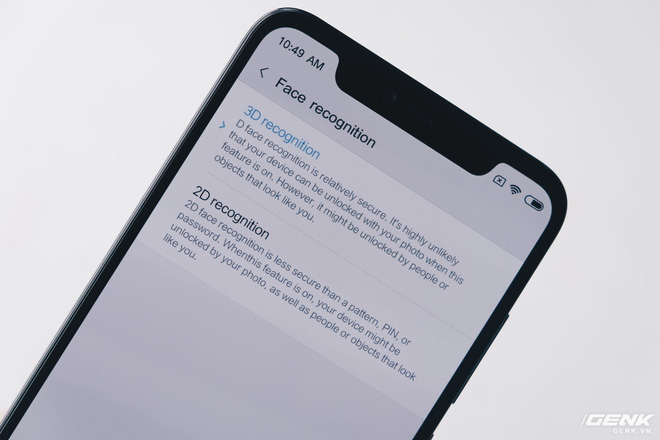 10:49 AM
Face recognition
3D recognition
D face recognition is relatively secure. It's highly unlikely
that your device can be unlocked with your photo when this
feature is on. However, it might be unlocked by people or
objects that look like you.
2D recognition
2D face recognition is less secure than a pattern, PIN, or
password. Whenthis feature is on, your device might be
unlocked by your photo, as well as people or objects that look
like you.
GENK
GENK.VN